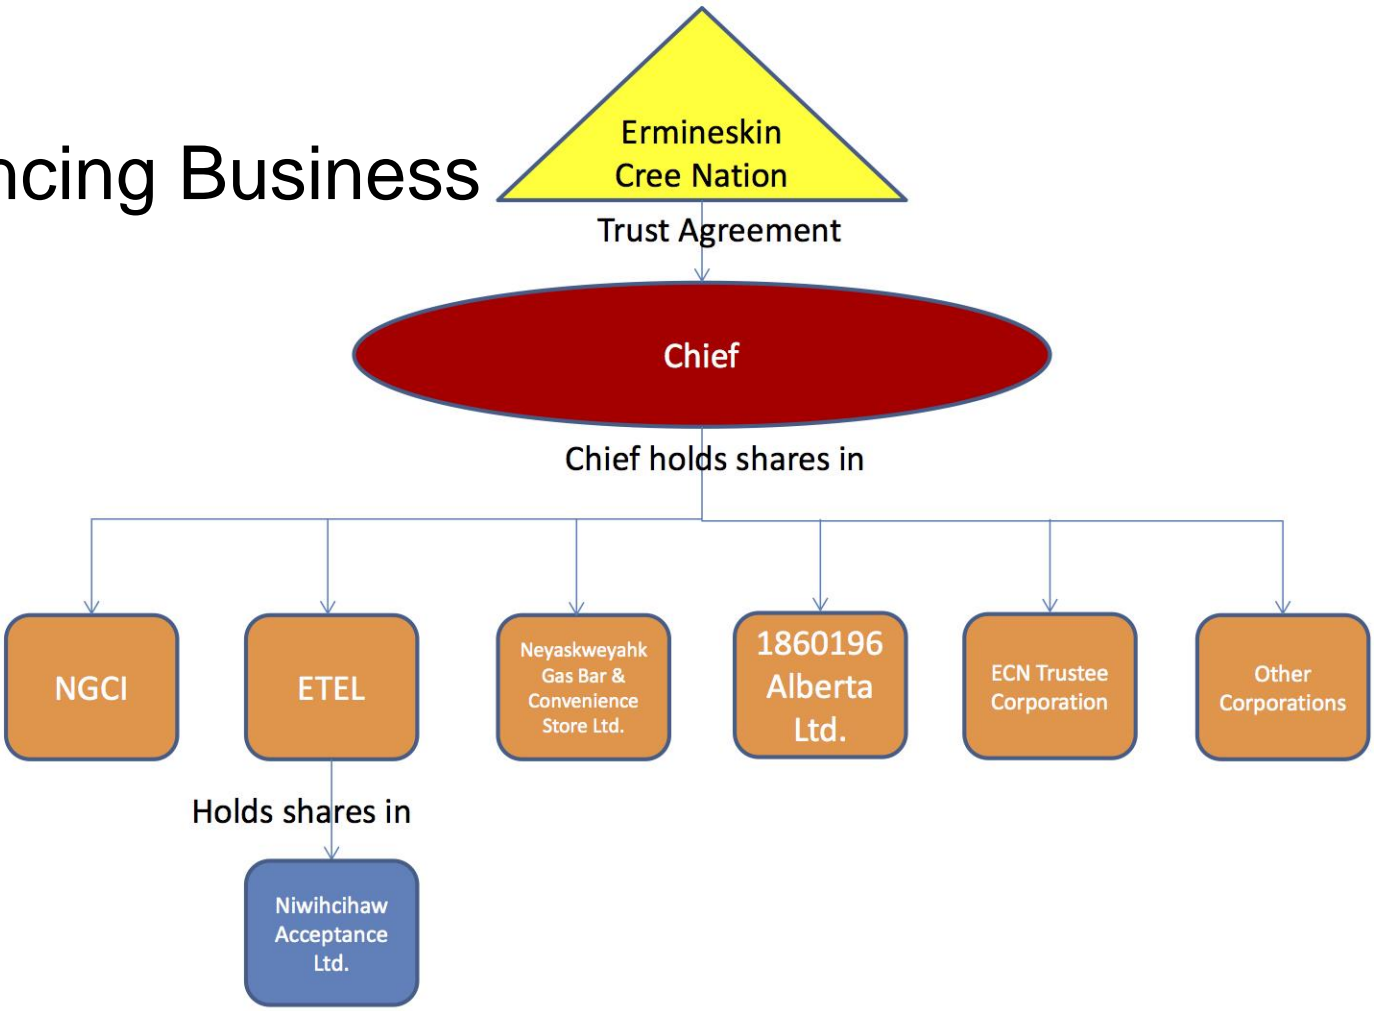 Ermineskin
Cree Nation
ncing Business
Trust Agreement
Chief
Chief holds shares in
NGCI
ETEL
Neyaskweyahk
Gas Bar &
Convenience
Store Ltd.
1860196
Alberta
Ltd.
ECN Trustee
Corporation
Other
Corporations
Holds shares in
Niwihcihaw
Acceptance
Ltd.